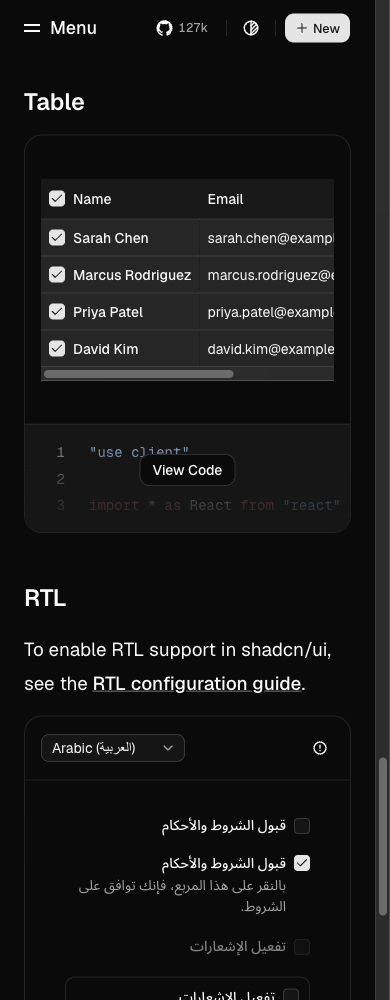 Menu
127k
+ New
Table
Name Email
Sarah Chen sarah.chen@exampl
Marcus Rodriguez marcus.rodriguez@e
Priya Patel priya.patel@example
David Kim david.kim@example
1 "use client"
2
View Code
3 import * as React from "react"
RTL
To enable RTL support in shadcn/ui,
see the RTL configuration guide.
Arabic (العربية)
قبول الشروط والأحكام
قبول الشروط والأحكام
بالنقر على هذا المربع، فإنك توافق على
الشروط.
تفعيل الإشعارات
تفعيل الإشعارات